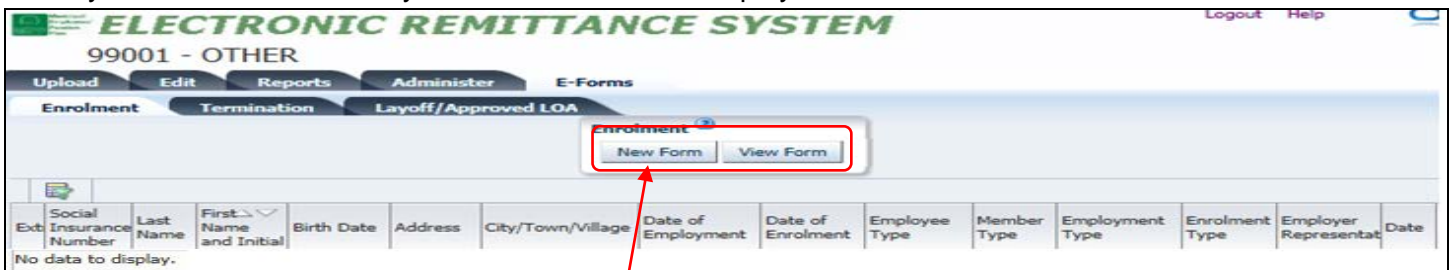 ELECTRONIC REMITTANCE SYSTEM
Logout Help
99001 - OTHER
Upload Edit Reports Administer E-Forms
Enrolment Termination Layoff/Approved LOA
Enrolment
New Form View Form
Ext Social Insurance Number Last Name First Name and Initial Birth Date Address City/Town/Village Date of Employment Date of Enrolment Employee Type Member Type Employment Type Enrolment Type Employer Representat Date
No data to display.